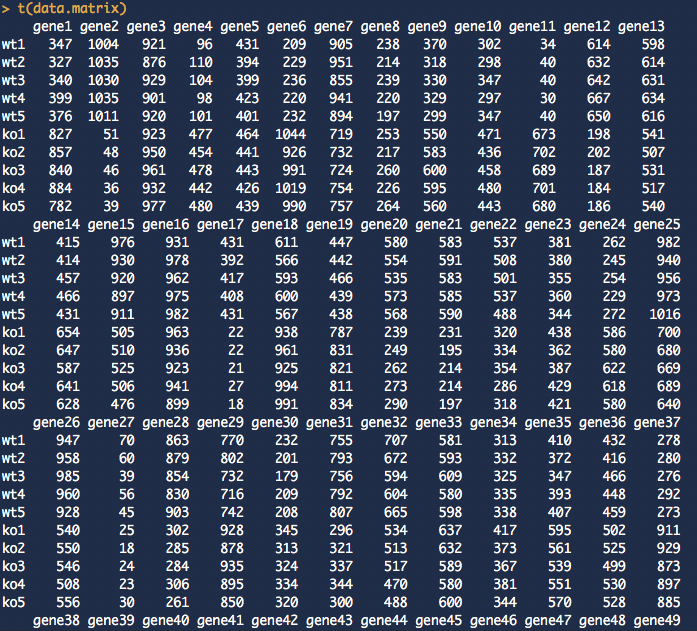 > t(data.matrix)
gene1 gene2 gene3 gene4 gene5 gene6 gene7 gene8 gene9 gene10 gene11 gene12 gene13
wt1 347 1004 921 96 431 209 905 238 370 302 34 614 598
wt2 327 1035 876 110 394 229 951 214 318 298 40 632 614
wt3 340 1030 929 104 399 236 855 239 330 347 40 642 631
wt4 399 1035 901 98 423 220 941 220 329 297 30 667 634
wt5 376 1011 920 101 401 232 894 197 299 347 40 650 616
ko1 827 51 923 477 464 1044 719 253 550 471 673 198 541
ko2 857 48 950 454 441 926 732 217 583 436 702 202 507
ko3 840 46 961 478 443 991 724 260 600 458 689 187 531
ko4 884 36 932 442 426 1019 754 226 595 480 701 184 517
ko5 782 39 977 480 439 990 757 264 560 443 680 186 540
gene14 gene15 gene16 gene17 gene18 gene19 gene20 gene21 gene22 gene23 gene24 gene25
wt1 415 976 931 431 611 447 580 583 537 381 262 982
wt2 414 930 978 392 566 442 554 591 508 380 245 940
wt3 457 920 962 417 593 466 535 583 501 355 254 956
wt4 466 897 975 408 600 439 573 585 537 360 229 973
wt5 431 911 982 431 567 438 568 590 488 344 272 1016
ko1 654 505 963 22 938 787 239 231 320 438 586 700
ko2 647 510 936 22 961 831 249 195 334 362 580 680
ko3 587 525 923 21 925 821 262 214 354 387 622 669
ko4 641 506 941 27 994 811 273 214 286 429 618 689
ko5 628 476 899 18 991 834 290 197 318 421 580 640
gene26 gene27 gene28 gene29 gene30 gene31 gene32 gene33 gene34 gene35 gene36 gene37
wt1 947 70 863 770 232 755 707 581 313 410 432 278
wt2 958 60 879 802 201 793 672 593 332 372 416 280
wt3 985 39 854 732 179 756 594 609 325 347 466 276
wt4 960 56 830 716 209 792 604 580 335 393 448 292
wt5 928 45 903 742 208 807 665 598 338 407 459 273
ko1 540 25 302 928 345 296 534 637 417 595 502 911
ko2 550 18 285 878 313 321 513 632 373 561 525 929
ko3 546 24 284 935 324 337 517 589 367 539 499 873
ko4 508 23 306 895 334 344 470 580 381 551 530 897
ko5 556 30 261 850 320 300 488 600 344 570 528 885
gene38 gene39 gene40 gene41 gene42 gene43 gene44 gene45 gene46 gene47 gene48 gene49